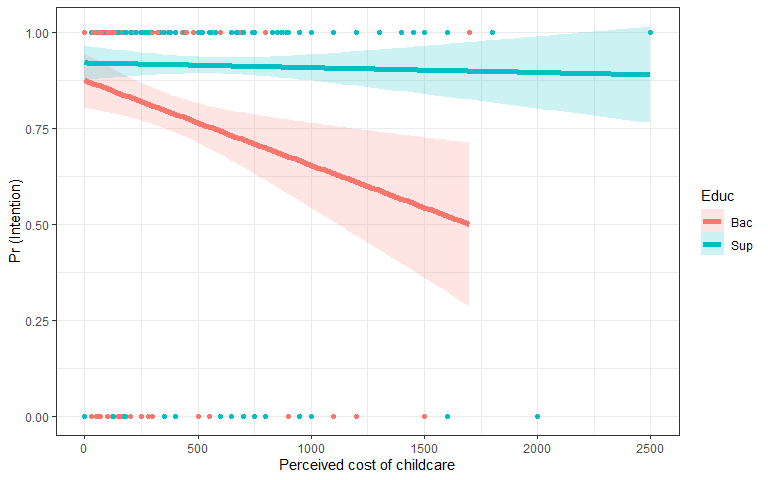 1.00
0.75
0.50
0.25
0.00
Pr (Intention)
0
500
1000
1500
2000
2500
Perceived cost of childcare
Educ
Bac
Sup